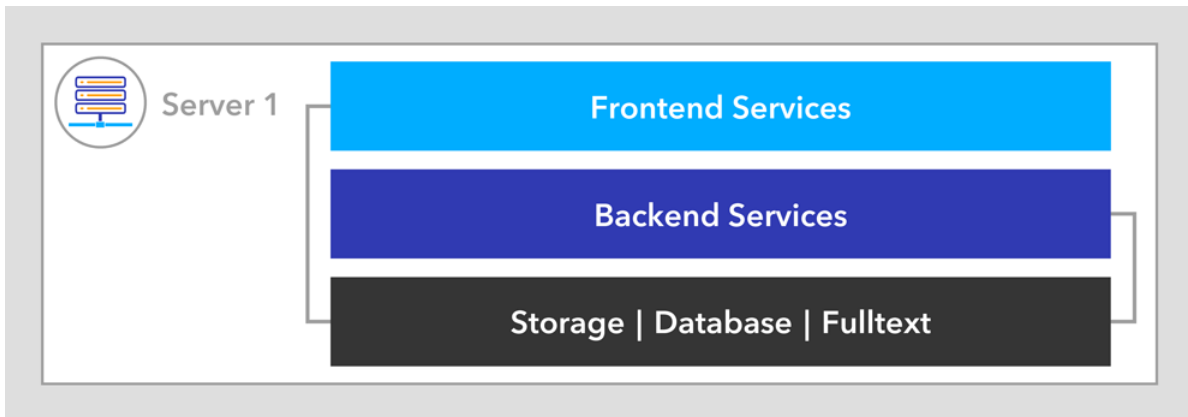 Server 1
Frontend Services
Backend Services
Storage | Database | Fulltext